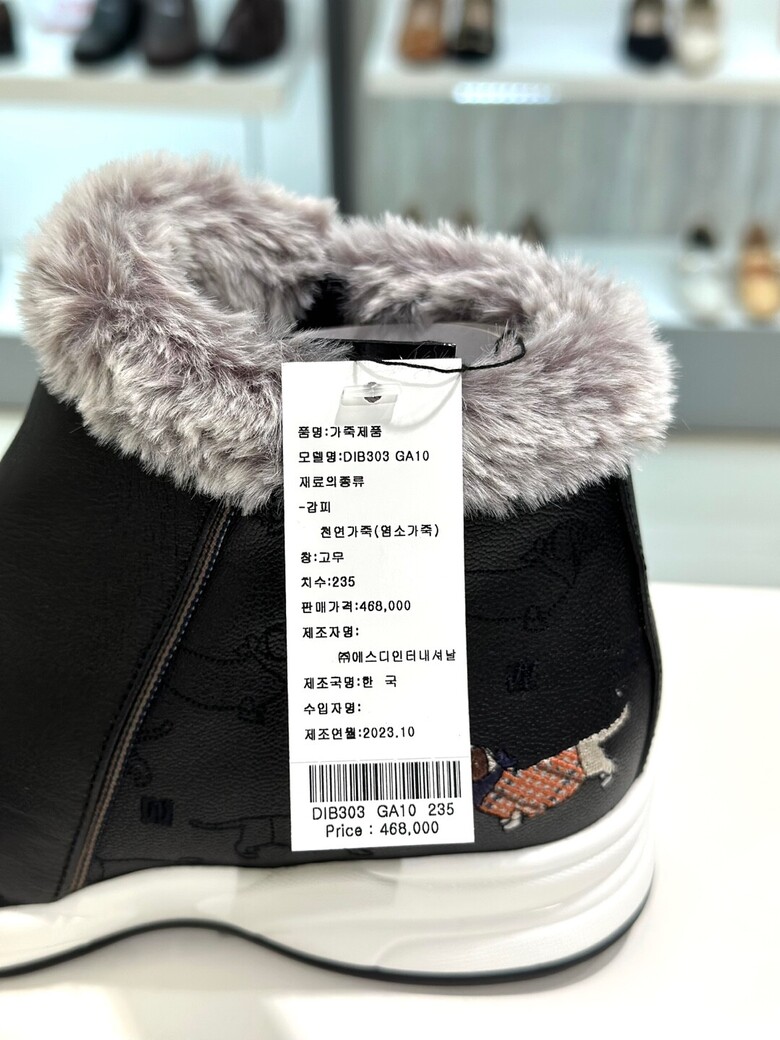 품명:가죽제품
모델명:DIB303 GA10
재료의종류
-감피
천연가죽(염소가죽)
창:고무
치수:235
판매가격:468,000
제조자명:
㈜에스디인터내셔날
제조국명:한 국
수입자명:
제조연월:2023.10
DIB303 GA10 235
Price : 468,000